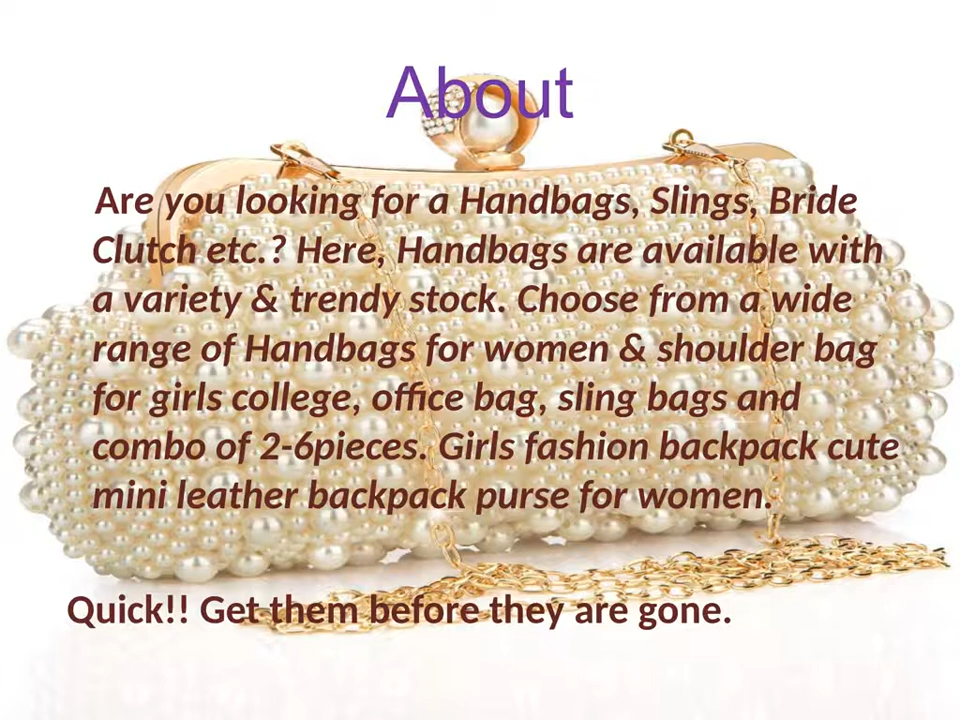 About
Are you looking for a Handbags, Slings, Bride
Clutch etc.? Here, Handbags are available with
a variety & trendy stock. Choose from a wide
range of Handbags for women & shoulder bag
for girls college, office bag, sling bags and
combo of 2-6pieces. Girls fashion backpack cute
mini leather backpack purse for women.
Quick!! Get them before they are gone.